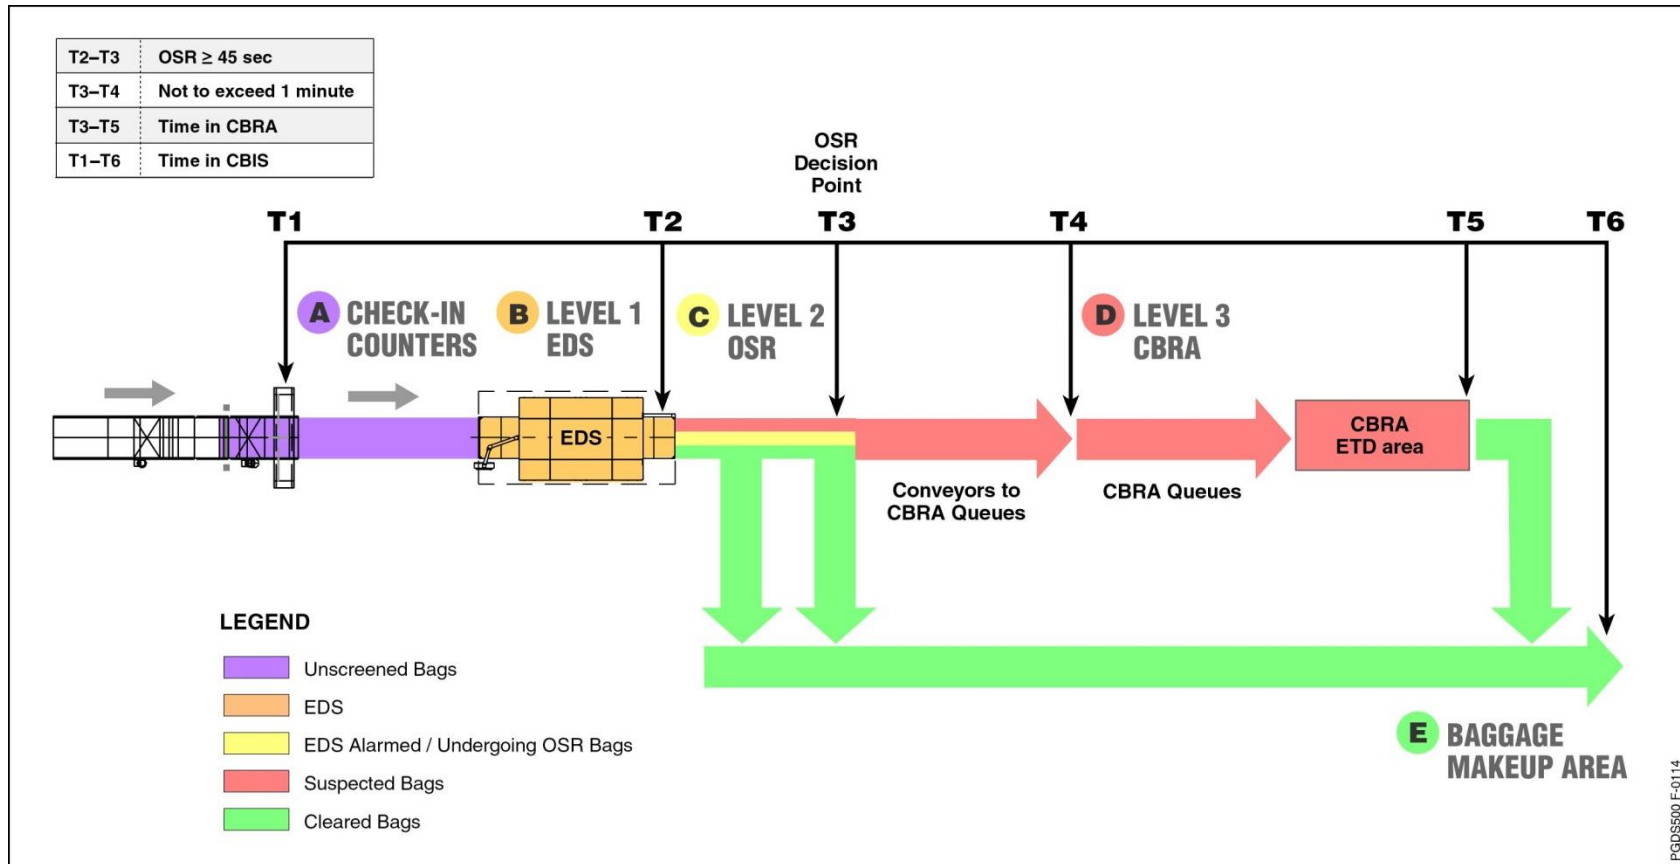 T2–T3 OSR ≥ 45 sec
T3–T4 Not to exceed 1 minute
T3–T5 Time in CBRA
T1–T6 Time in CBIS
OSR
Decision
Point
T1 T2 T3 T4 T5 T6
A CHECK-IN
COUNTERS
B LEVEL 1
EDS
C LEVEL 2
OSR
D LEVEL 3
CBRA
EDS
CBRA
ETD area
Conveyors to
CBRA Queues
CBRA Queues
LEGEND
Unscreened Bags
EDS
EDS Alarmed / Undergoing OSR Bags
Suspected Bags
Cleared Bags
E BAGGAGE
MAKEUP AREA
PGDS500 F-0114